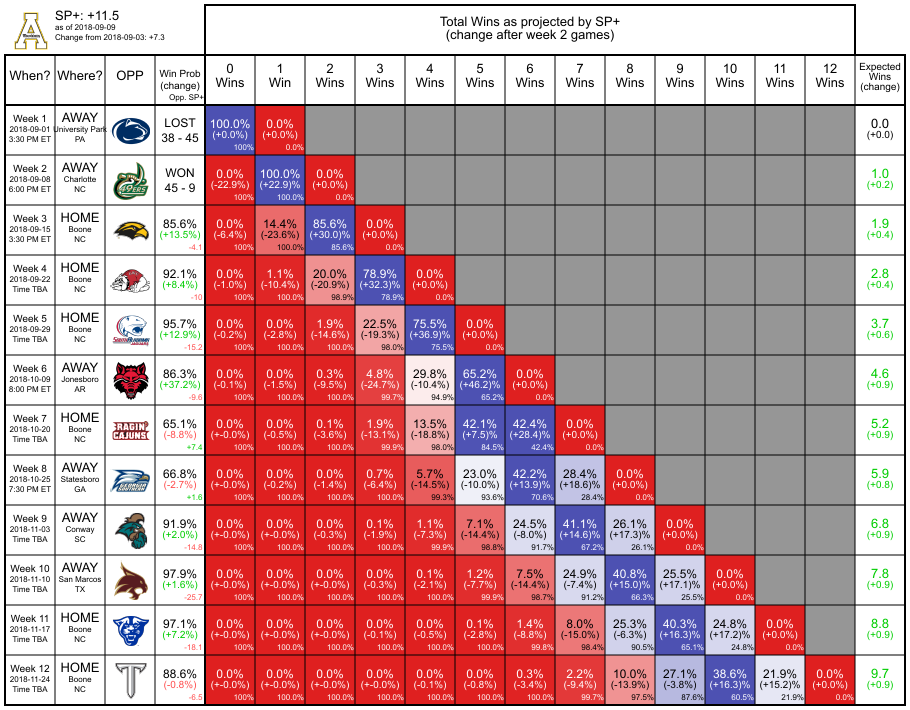 SP+: +11.5
as of 2018-09-09
Change from 2018-09-03: +7.3
Total Wins as projected by SP+
(change after week 2 games)
When? Where? OPP Win Prob (change) Opp. SP+ 0 Wins 1 Win 2 Wins 3 Wins 4 Wins 5 Wins 6 Wins 7 Wins 8 Wins 9 Wins 10 Wins 11 Wins 12 Wins Expected Wins (change)
Week 1 AWAY LOST 100.0% 0.0% 0.0
2018-09-01 University Park 38 - 45 (+0.0%) (+0.0%) (+0.0)
3:30 PM ET PA 100% 0.0%
Week 2 AWAY WON 0.0% 100.0% 0.0% 1.0
2018-09-08 Charlotte 45 - 9 (-22.9%) (+22.9)% (+0.0%) (+0.2)
6:00 PM ET NC 49ERS 100% 100.0% 0.0%
Week 3 HOME 85.6% 0.0% 14.4% 85.6% 0.0% 1.9
2018-09-15 Boone (+13.5%) (-6.4%) (-23.6%) (+30.0)% (+0.0%) (+0.4)
3:30 PM ET NC -4.1 100% 100.0% 85.6% 0.0%
Week 4 HOME 92.1% 0.0% 1.1% 20.0% 78.9% 0.0% 2.8
2018-09-22 Boone (+8.4%) (-1.0%) (-10.4%) (-20.9%) (+32.3)% (+0.0%) (+0.4)
Time TBA NC -10 100% 100.0% 98.9% 78.9% 0.0%
Week 5 HOME 95.7% 0.0% 0.0% 1.9% 22.5% 75.5% 0.0% 3.7
2018-09-29 Boone (+12.9%) (-0.2%) (-2.8%) (-14.6%) (-19.3%) (+36.9)% (+0.0%) (+0.6)
Time TBA NC -15.2 100% 100.0% 100.0% 98.0% 75.5% 0.0%
Week 6 AWAY 86.3% 0.0% 0.0% 0.3% 4.8% 29.8% 65.2% 0.0% 4.6
2018-10-09 Jonesboro (+37.2%) (-0.1%) (-1.5%) (-9.5%) (-24.7%) (-10.4%) (+46.2)% (+0.0%) (+0.9)
8:00 PM ET AR -9.6 100% 100.0% 100.0% 99.7% 94.9% 65.2% 0.0%
Week 7 HOME 65.1% 0.0% 0.0% 0.1% 1.9% 13.5% 42.1% 42.4% 0.0% 5.2
2018-10-20 Boone RAGIN' CAJUNS (-8.8%) (+-0.0%) (-0.5%) (-3.6%) (-13.1%) (-18.8%) (+7.5)% (+28.4)% (+0.0%) (+0.9)
Time TBA NC +7.4 100% 100.0% 100.0% 99.9% 98.0% 84.5% 42.4% 0.0%
Week 8 AWAY 66.8% 0.0% 0.0% 0.0% 0.7% 5.7% 23.0% 42.2% 28.4% 0.0% 5.9
2018-10-25 Statesboro (-2.7%) (+-0.0%) (-0.2%) (-1.4%) (-6.4%) (-14.5%) (-10.0%) (+13.9)% (+18.6)% (+0.0%) (+0.8)
7:30 PM ET GA +1.6 100% 100.0% 100.0% 100.0% 99.3% 93.6% 70.6% 28.4% 0.0%
Week 9 AWAY 91.9% 0.0% 0.0% 0.0% 0.1% 1.1% 7.1% 24.5% 41.1% 26.1% 0.0% 6.8
2018-11-03 Conway (+2.0%) (+-0.0%) (+-0.0%) (-0.3%) (-1.9%) (-7.3%) (-14.4%) (-8.0%) (+14.6)% (+17.3)% (+0.0%) (+0.9)
Time TBA SC -14.8 100% 100.0% 100.0% 100.0% 99.9% 98.8% 91.7% 67.2% 26.1% 0.0%
Week 10 AWAY 97.9% 0.0% 0.0% 0.0% 0.0% 0.1% 1.2% 7.5% 24.9% 40.8% 25.5% 0.0% 7.8
2018-11-10 San Marcos (+1.6%) (+-0.0%) (+-0.0%) (+-0.0%) (-0.3%) (-2.1%) (-7.7%) (-14.4%) (-7.4%) (+15.0)% (+17.1)% (+0.0%) (+0.9)
Time TBA TX -25.7 100% 100.0% 100.0% 100.0% 100.0% 99.9% 98.7% 91.2% 66.3% 25.5% 0.0%
Week 11 HOME 97.1% 0.0% 0.0% 0.0% 0.0% 0.0% 0.1% 1.4% 8.0% 25.3% 40.3% 24.8% 0.0% 8.8
2018-11-17 Boone (+7.2%) (+-0.0%) (+-0.0%) (+-0.0%) (-0.1%) (-0.5%) (-2.8%) (-8.8%) (-15.0%) (-6.3%) (+16.3)% (+17.2)% (+0.0%) (+0.9)
Time TBA NC -18.1 100% 100.0% 100.0% 100.0% 100.0% 100.0% 99.8% 98.4% 90.5% 65.1% 24.8% 0.0%
Week 12 HOME 88.6% 0.0% 0.0% 0.0% 0.0% 0.0% 0.0% 0.3% 2.2% 10.0% 27.1% 38.6% 21.9% 0.0% 9.7
2018-11-24 Boone (-0.8%) (+-0.0%) (+-0.0%) (+-0.0%) (+-0.0%) (-0.1%) (-0.8%) (-3.4%) (-9.4%) (-13.9%) (-3.8%) (+16.3)% (+15.2)% (+0.0%) (+0.9)
Time TBA NC -6.5 100% 100.0% 100.0% 100.0% 100.0% 100.0% 100.0% 99.7% 97.5% 87.6% 60.5% 21.9% 0.0%